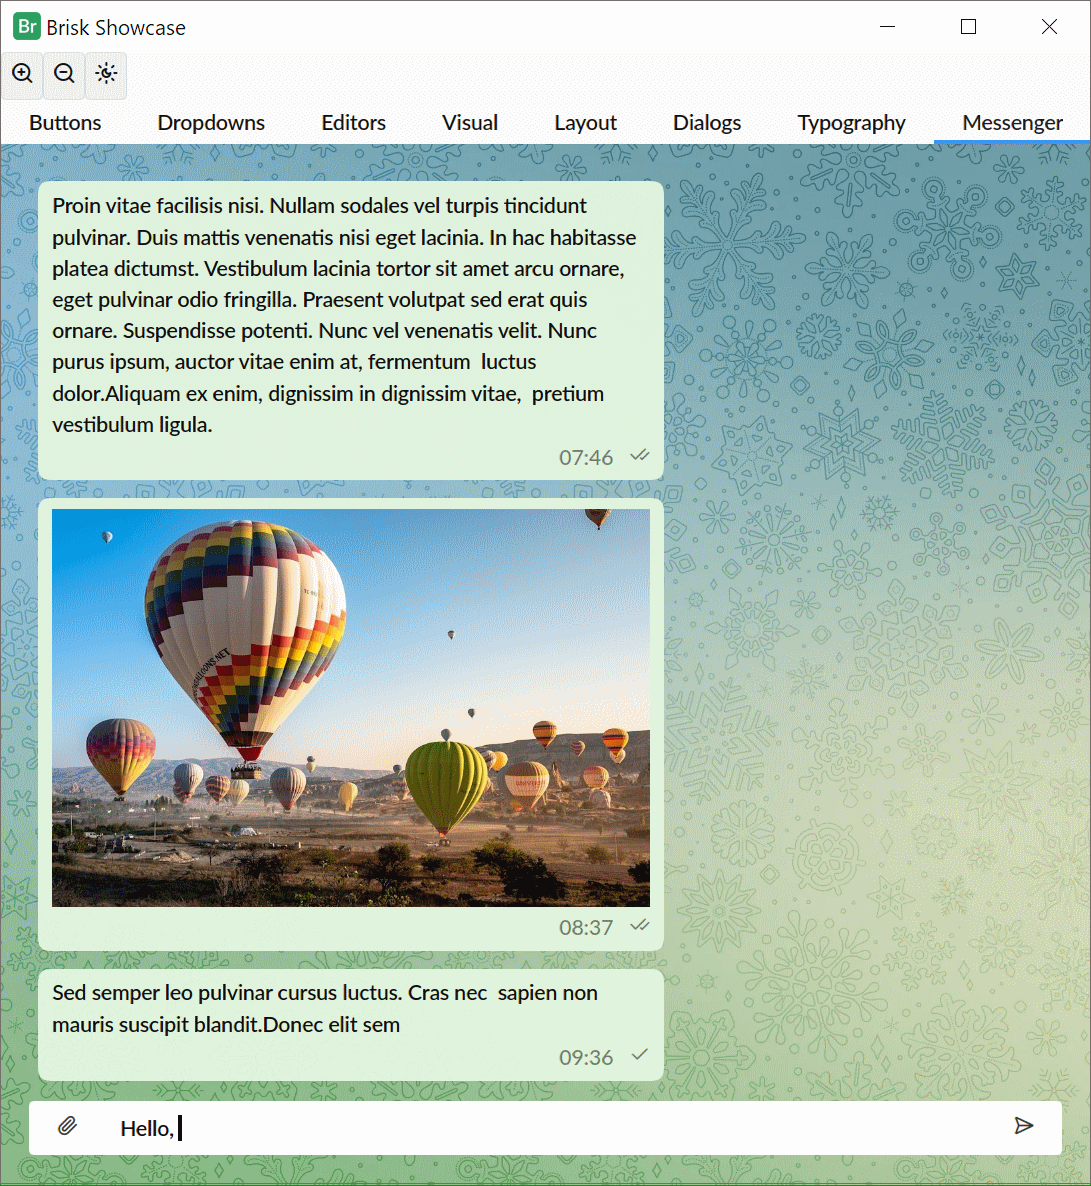 Br Brisk Showcase
Buttons Dropdowns Editors Visual Layout Dialogs Typography Messenger
Proin vitae facilisis nisi. Nullam sodales vel turpis tincidunt
pulvinar. Duis mattis venenatis nisi eget lacinia. In hac habitasse
platea dictumst. Vestibulum lacinia tortor sit amet arcu ornare,
eget pulvinar odio fringilla. Praesent volutpat sed erat quis
ornare. Suspendisse potenti. Nunc vel venenatis velit. Nunc
purus ipsum, auctor vitae enim at, fermentum  luctus
dolor.Aliquam ex enim, dignissim in dignissim vitae,  pretium
vestibulum ligula.
07:46
08:37
Sed semper leo pulvinar cursus luctus. Cras nec  sapien non
mauris suscipit blandit.Donec elit sem
09:36
Hello,